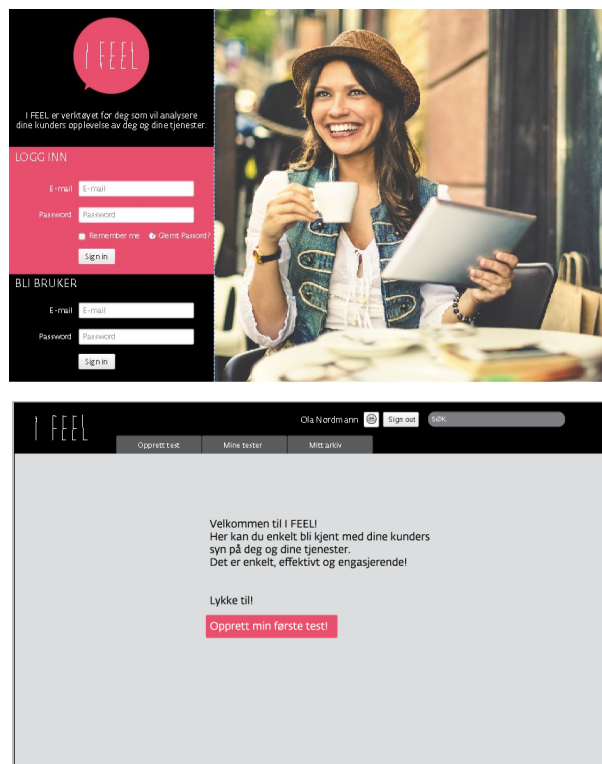 I FEEL
I FEEL er verktøyet for deg som vil analysere
dine kunders opplevelse av deg og dine tjenester.
LOGG INN
E-mail E-mail
Password Password
Remember me Glemt Passord?
Sign in
BLI BRUKER
E-mail E-mail
Password Password
Sign in
I FEEL
Ola Nordmann Sign out SØK
Opprett test Mine tester Mitt arkiv
Velkommen til I FEEL!
Her kan du enkelt bli kjent med dine kunders
syn på deg og dine tjenester.
Det er enkelt, effektivt og engasjerende!
Lykke til!
Opprett min første test!